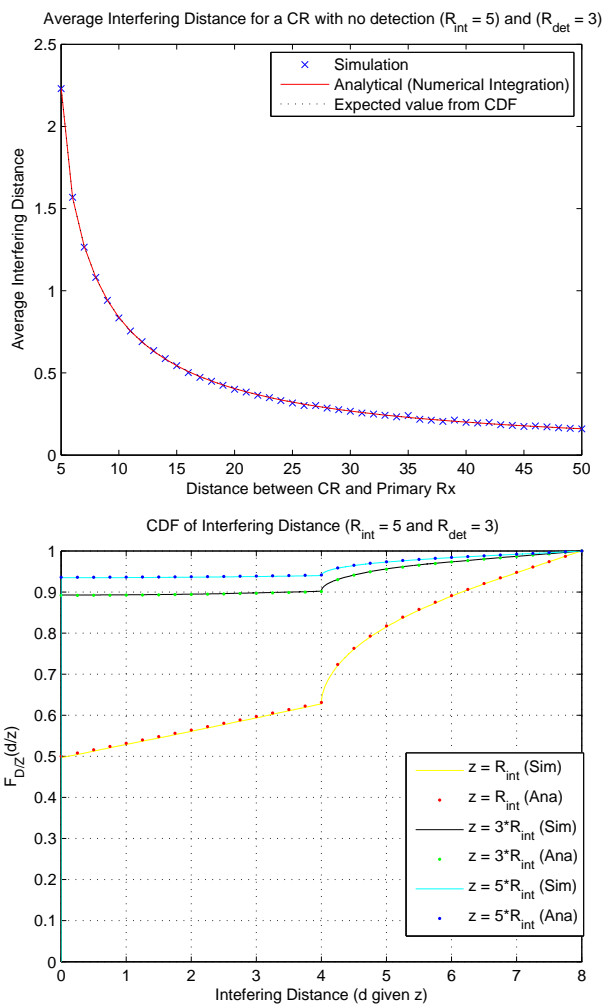 Average Interfering Distance for a CR with no detection (R_int = 5) and (R_det = 3)
2.5
2
1.5
1
0.5
0
Average Interfering Distance
Simulation
Analytical (Numerical Integration)
Expected value from CDF
5 10 15 20 25 30 35 40 45 50
Distance between CR and Primary Rx
CDF of Interfering Distance (R_int = 5 and R_det = 3)
1
0.9
0.8
0.7
0.6
0.5
0.4
0.3
0.2
0.1
0
F_D/Z(d/z)
z = R_int (Sim)
z = R_int (Ana)
z = 3*R_int (Sim)
z = 3*R_int (Ana)
z = 5*R_int (Sim)
z = 5*R_int (Ana)
0 1 2 3 4 5 6 7 8
Intefering Distance (d given z)